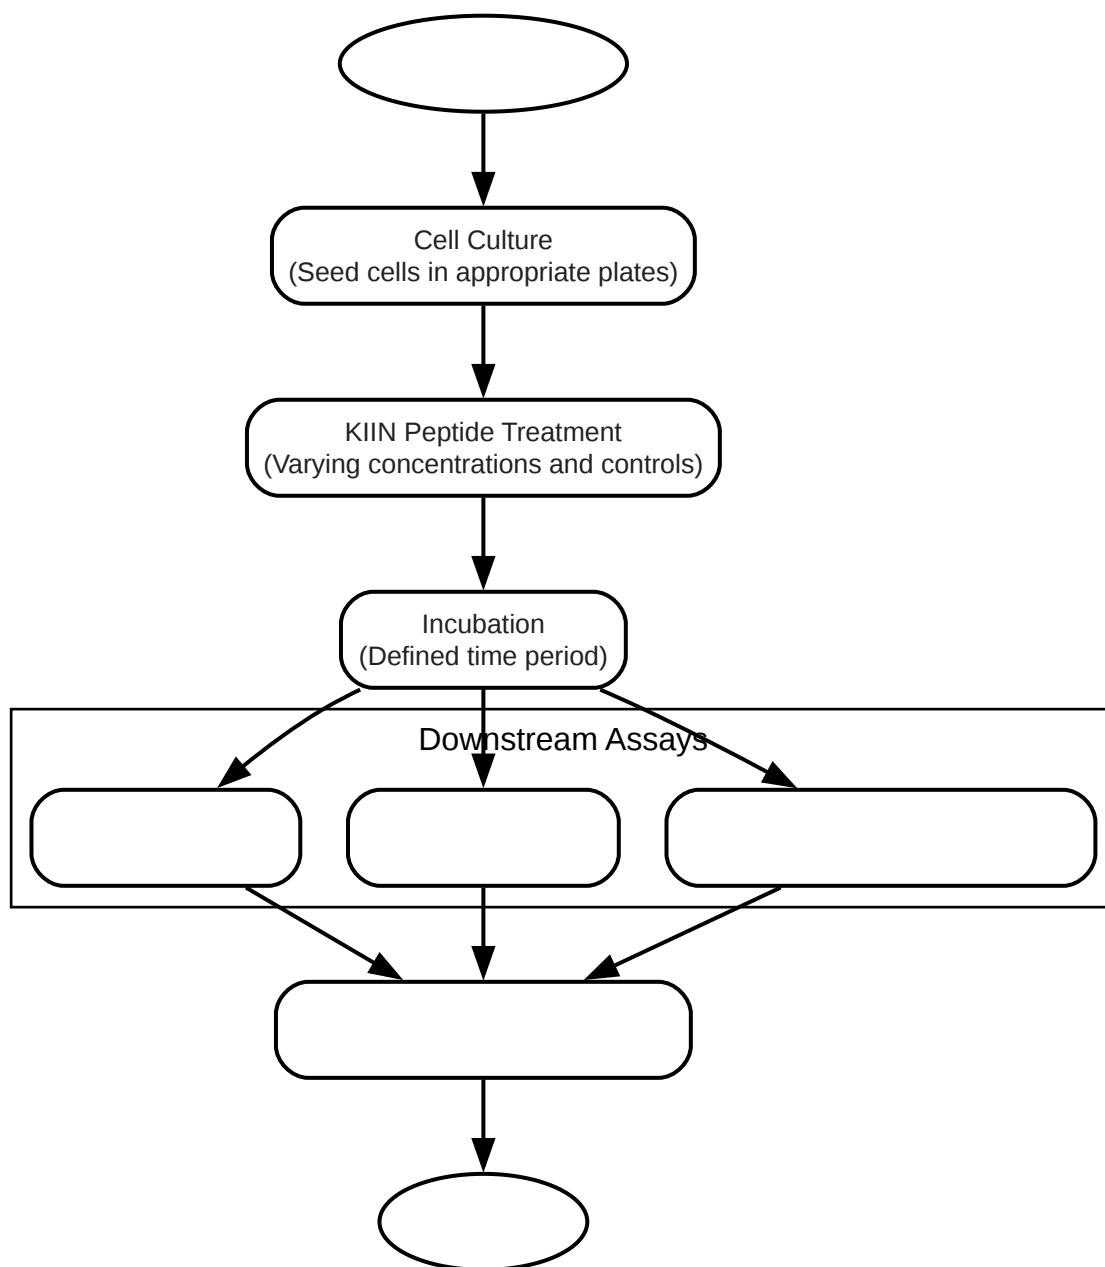 Cell Culture
(Seed cells in appropriate plates)
KIIN Peptide Treatment
(Varying concentrations and controls)
Incubation
(Defined time period)
Downstream Assays